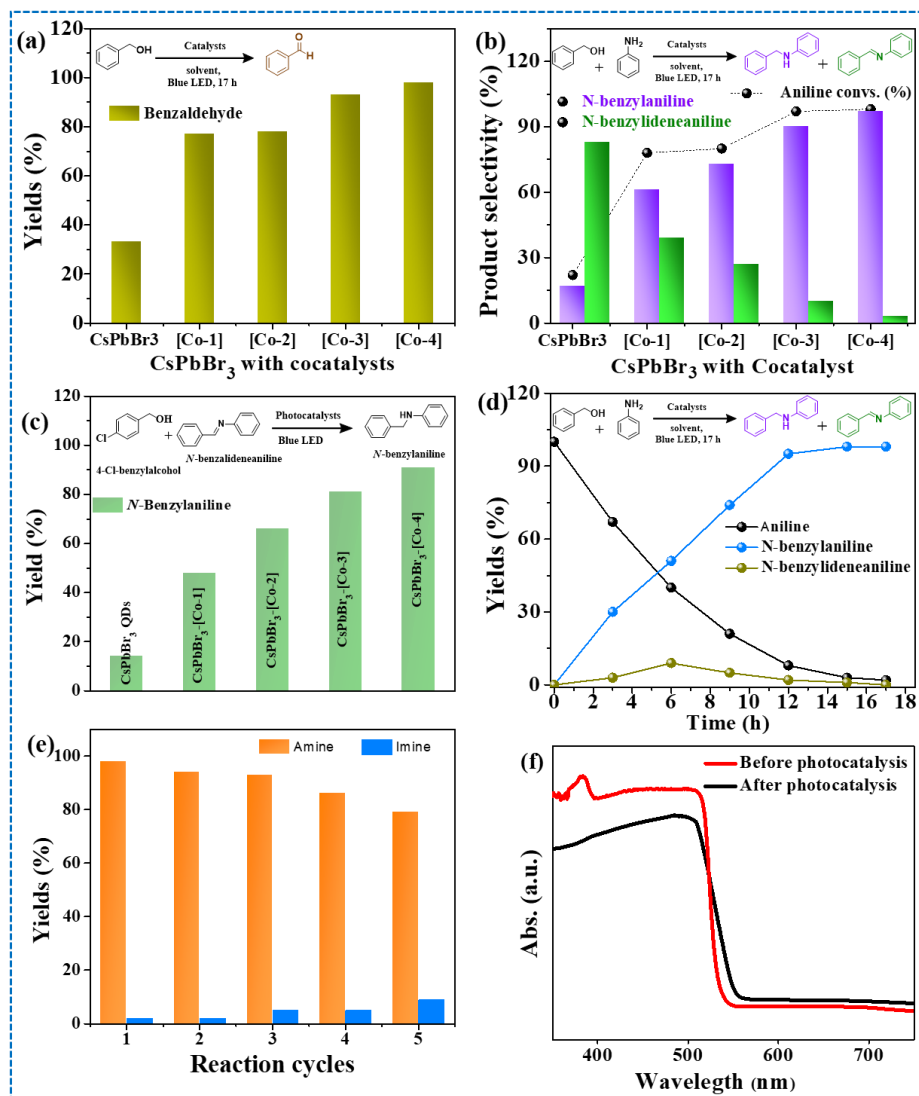 (a)
OH
Catalysts
solvent,
Blue LED, 17 h
O
H
Benzaldehyde
Yields (%)
120
100
80
60
40
20
0
CsPbBr3
[Co-1]
[Co-2]
[Co-3]
[Co-4]
CsPbBr3 with cocatalysts
(b)
OH
+
NH2
Catalysts
solvent,
Blue LED, 17 h
N
H
+
N
Aniline convs. (%)
N-benzylaniline
N-benzylideneaniline
Product selectivity (%)
120
90
60
30
0
CsPbBr3
[Co-1]
[Co-2]
[Co-3]
[Co-4]
CsPbBr3 with Cocatalyst
(c)
Cl
OH
+
N
Photocatalysts
Blue LED
HN
4-Cl-benzylalcohol
N-benzalideneaniline
N-benzylaniline
N-Benzylaniline
Yield (%)
120
100
80
60
40
20
0
CsPbBr3 QDs
CsPbBr3-[Co-1]
CsPbBr3-[Co-2]
CsPbBr3-[Co-3]
CsPbBr3-[Co-4]
(d)
OH
+
NH2
Catalysts
solvent,
Blue LED, 17 h
N
H
+
N
Aniline
N-benzylaniline
N-benzylideneaniline
Yields (%)
120
90
60
30
0
0 2 4 6 8 10 12 14 16 18
Time (h)
(e)
Amine
Imine
Yields (%)
100
80
60
40
20
0
1 2 3 4 5
Reaction cycles
(f)
Before photocatalysis
After photocatalysis
Abs. (a.u.)
400 500 600 700
Wavelegth (nm)